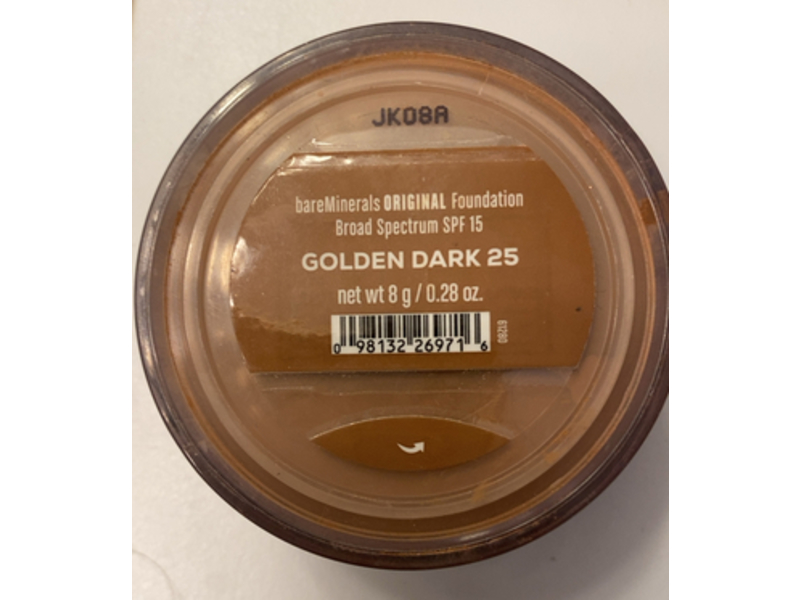 JK08A
bareMinerals ORIGINAL Foundation
Broad Spectrum SPF 15
GOLDEN DARK 25
net wt 8 g / 0.28 oz.
61280
0 98132 26971 6